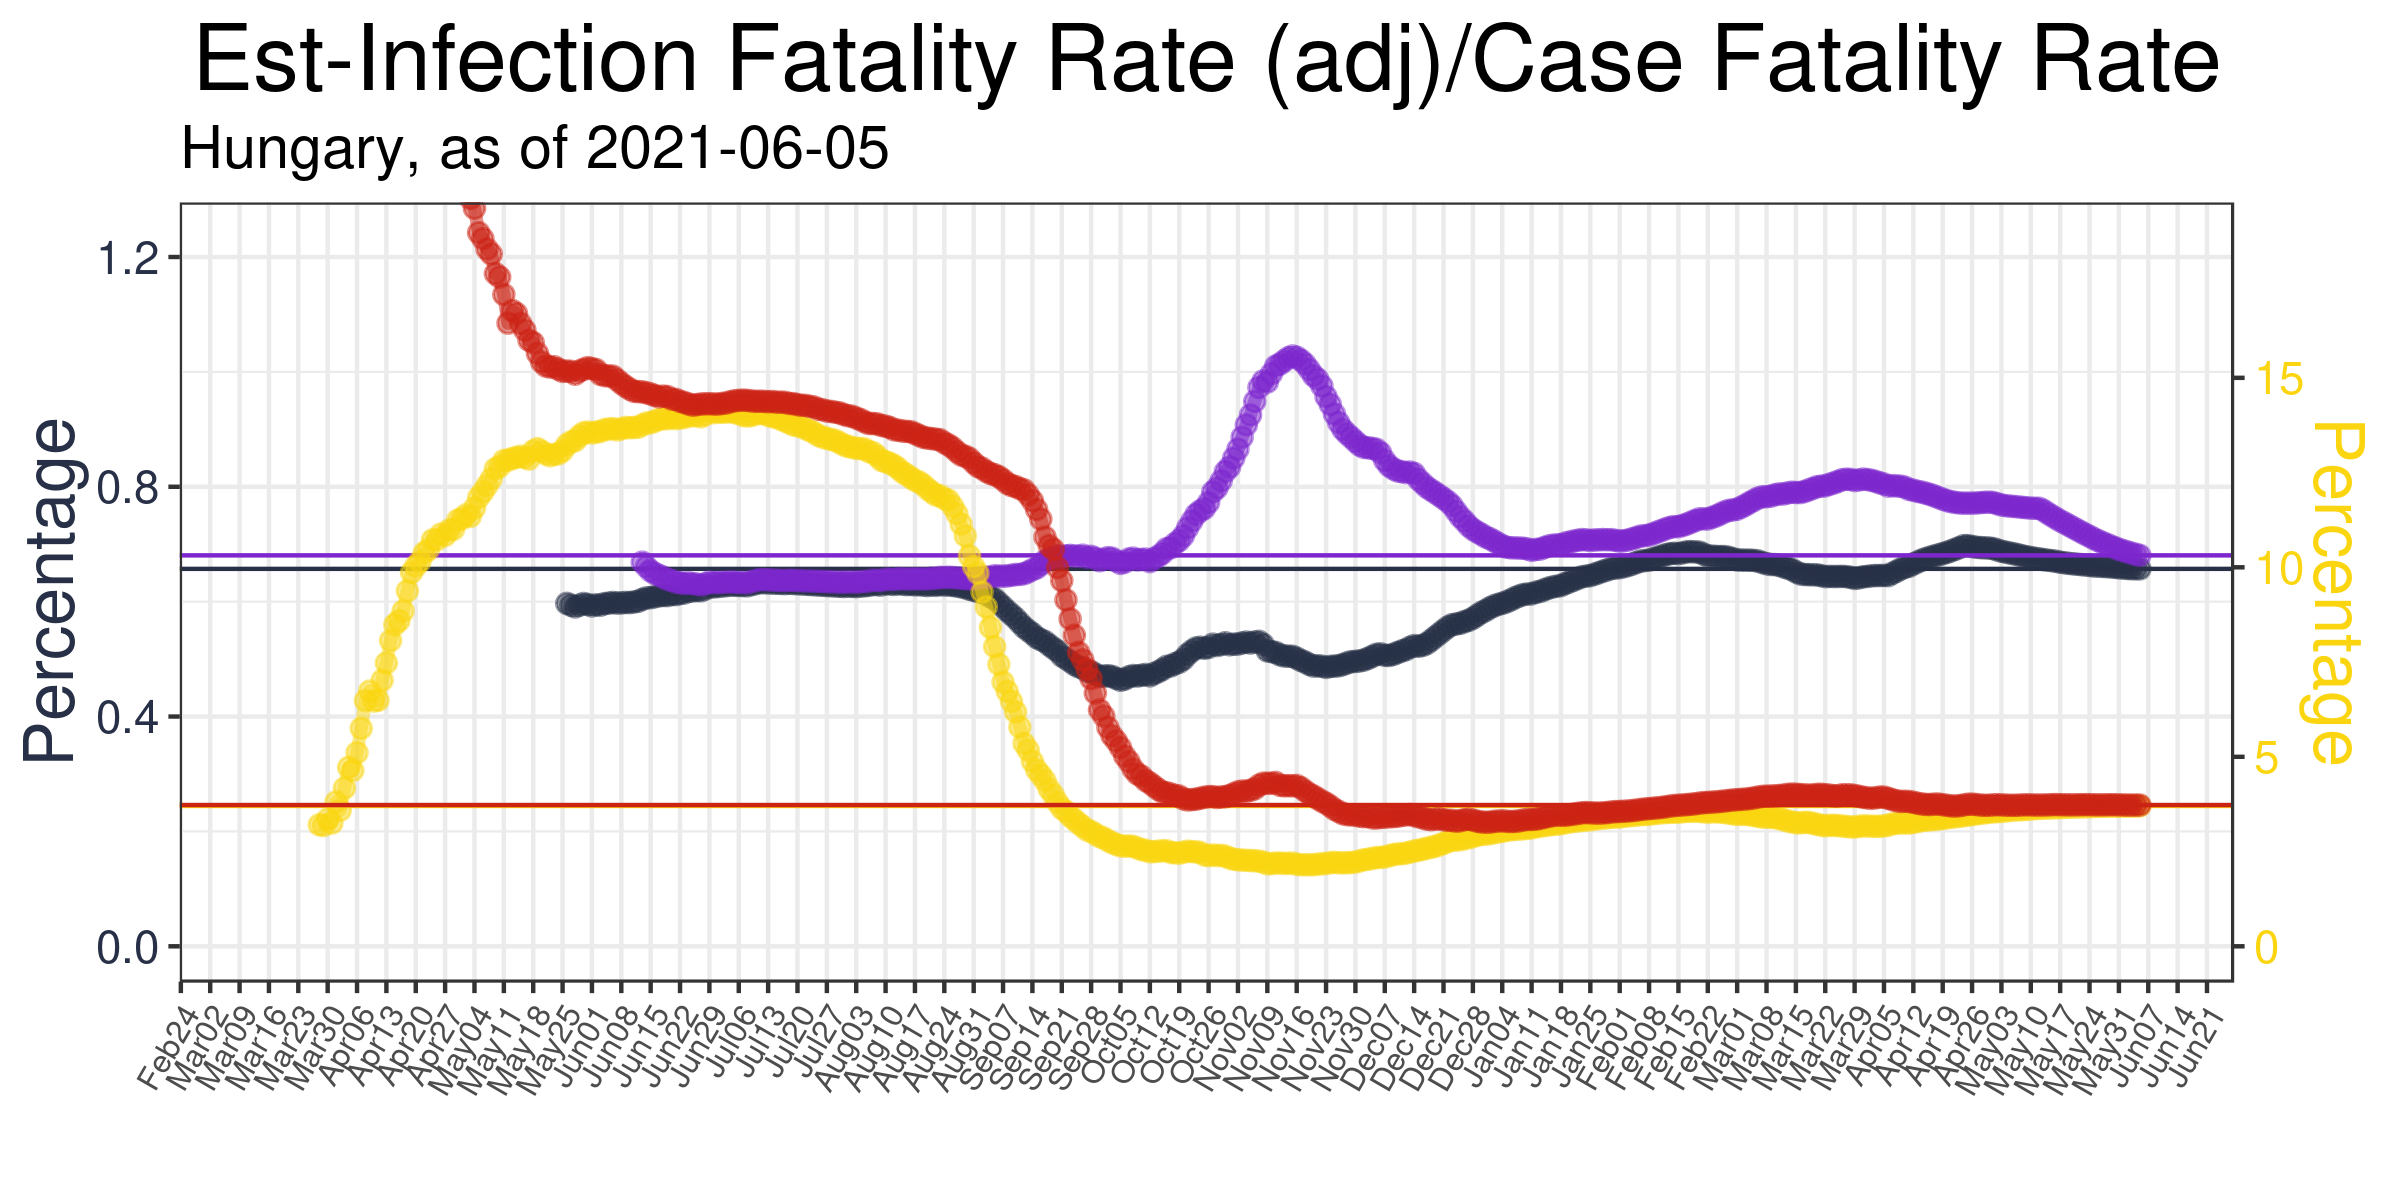 Est-Infection Fatality Rate (adj)/Case Fatality Rate
Hungary, as of 2021-06-05
Percentage
1.2
0.8
0.4
0.0
15
10
5
0
Percentage
Feb24
Mar02
Mar09
Mar16
Mar23
Mar30
Apr06
Apr13
Apr20
Apr27
May04
May11
May18
May25
Jun01
Jun08
Jun15
Jun22
Jun29
Jul06
Jul13
Jul20
Jul27
Aug03
Aug10
Aug17
Aug24
Aug31
Sep07
Sep14
Sep21
Sep28
Oct05
Oct12
Oct19
Oct26
Nov02
Nov09
Nov16
Nov23
Nov30
Dec07
Dec14
Dec21
Dec28
Jan04
Jan11
Jan18
Jan25
Feb01
Feb08
Feb15
Feb22
Mar01
Mar08
Mar15
Mar22
Mar29
Apr05
Apr12
Apr19
Apr26
May03
May10
May17
May24
May31
Jun07
Jun14
Jun21